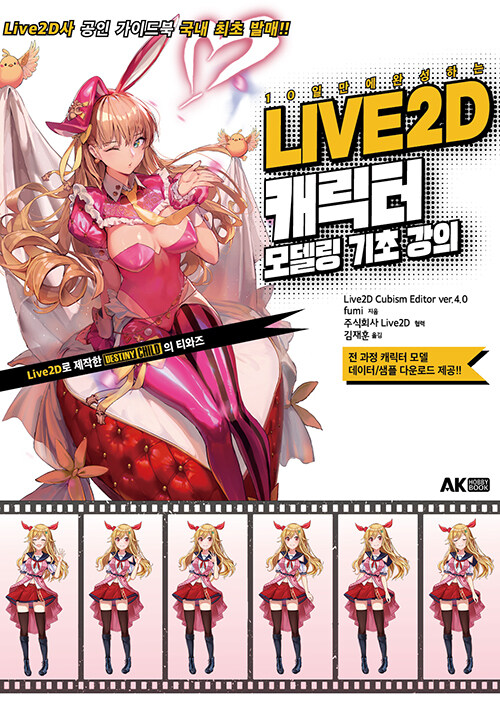 Live2D사 공인 가이드북 국내 최초 발매!!
10일만에완성하는
LIVE2D
캐릭터
모델링 기초 강의
Live2D Cubism Editor ver.4.0
fumi 지음
주식회사 Live2D 협력
김재훈 옮김
Live2D로 제작한 DESTINY CHILD의 티와즈
전 과정 캐릭터 모델
데이터/샘플 다운로드 제공!!
AK HOBBY BOOK